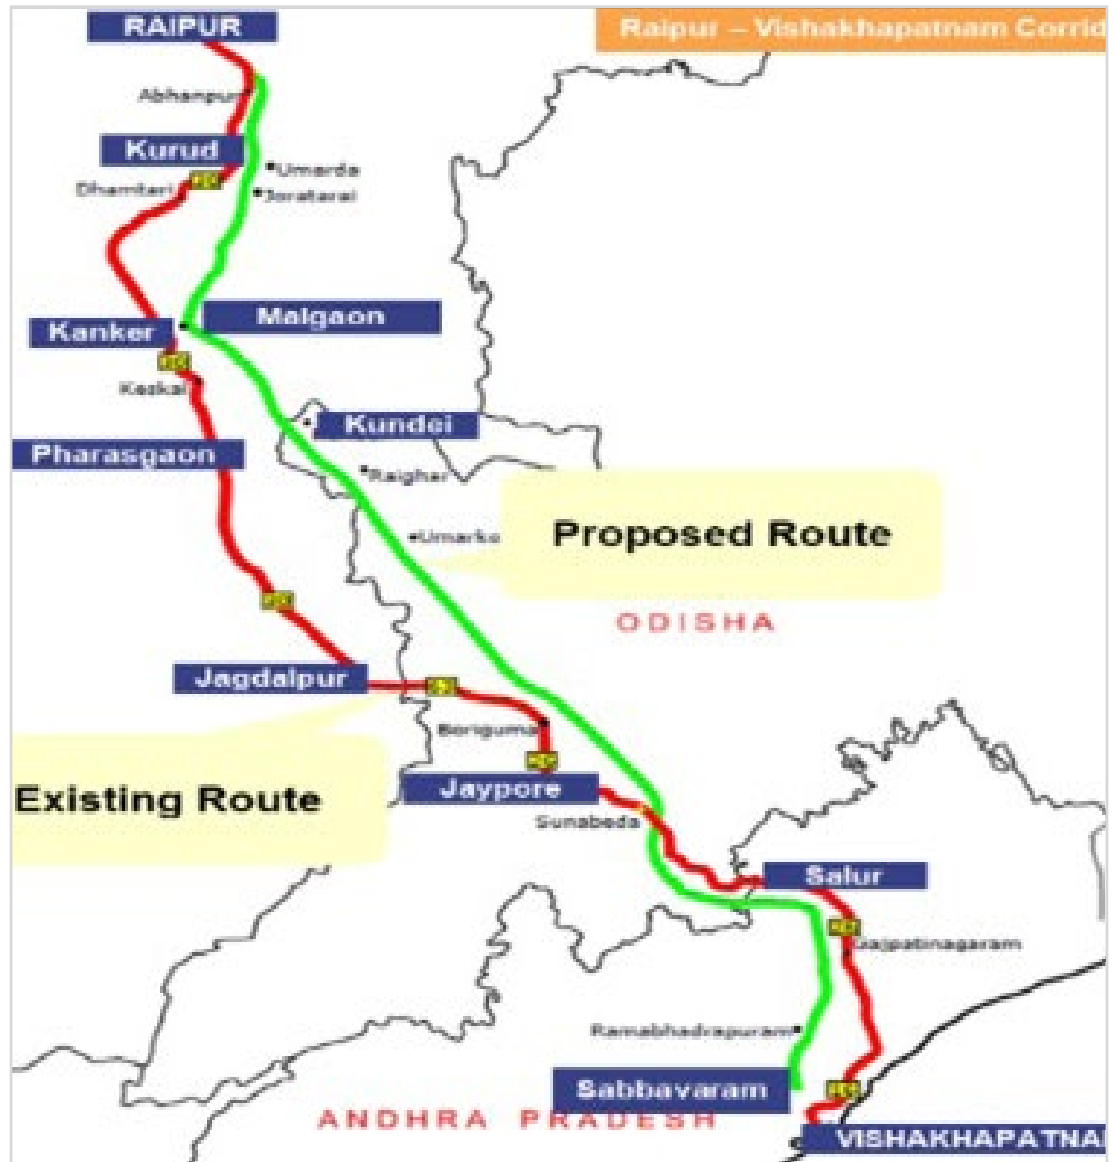 RAIPUR
Raipur – Vishakhapatnam Corrid
Abhanpur
Kurud
Umarda
Dhamtari
Joratarai
Malgaon
Kanker
Keskal
Kundei
Pharasgaon
Raighar
Proposed Route
Umarko
ODISHA
Jagdalpur
Boriguma
Jaypore
Existing Route
Sunabeda
Salur
Gajpatinagaram
Ramabhadrapuram
Sabbavaram
ANDHRA PRADESH
VISHAKHAPATNA